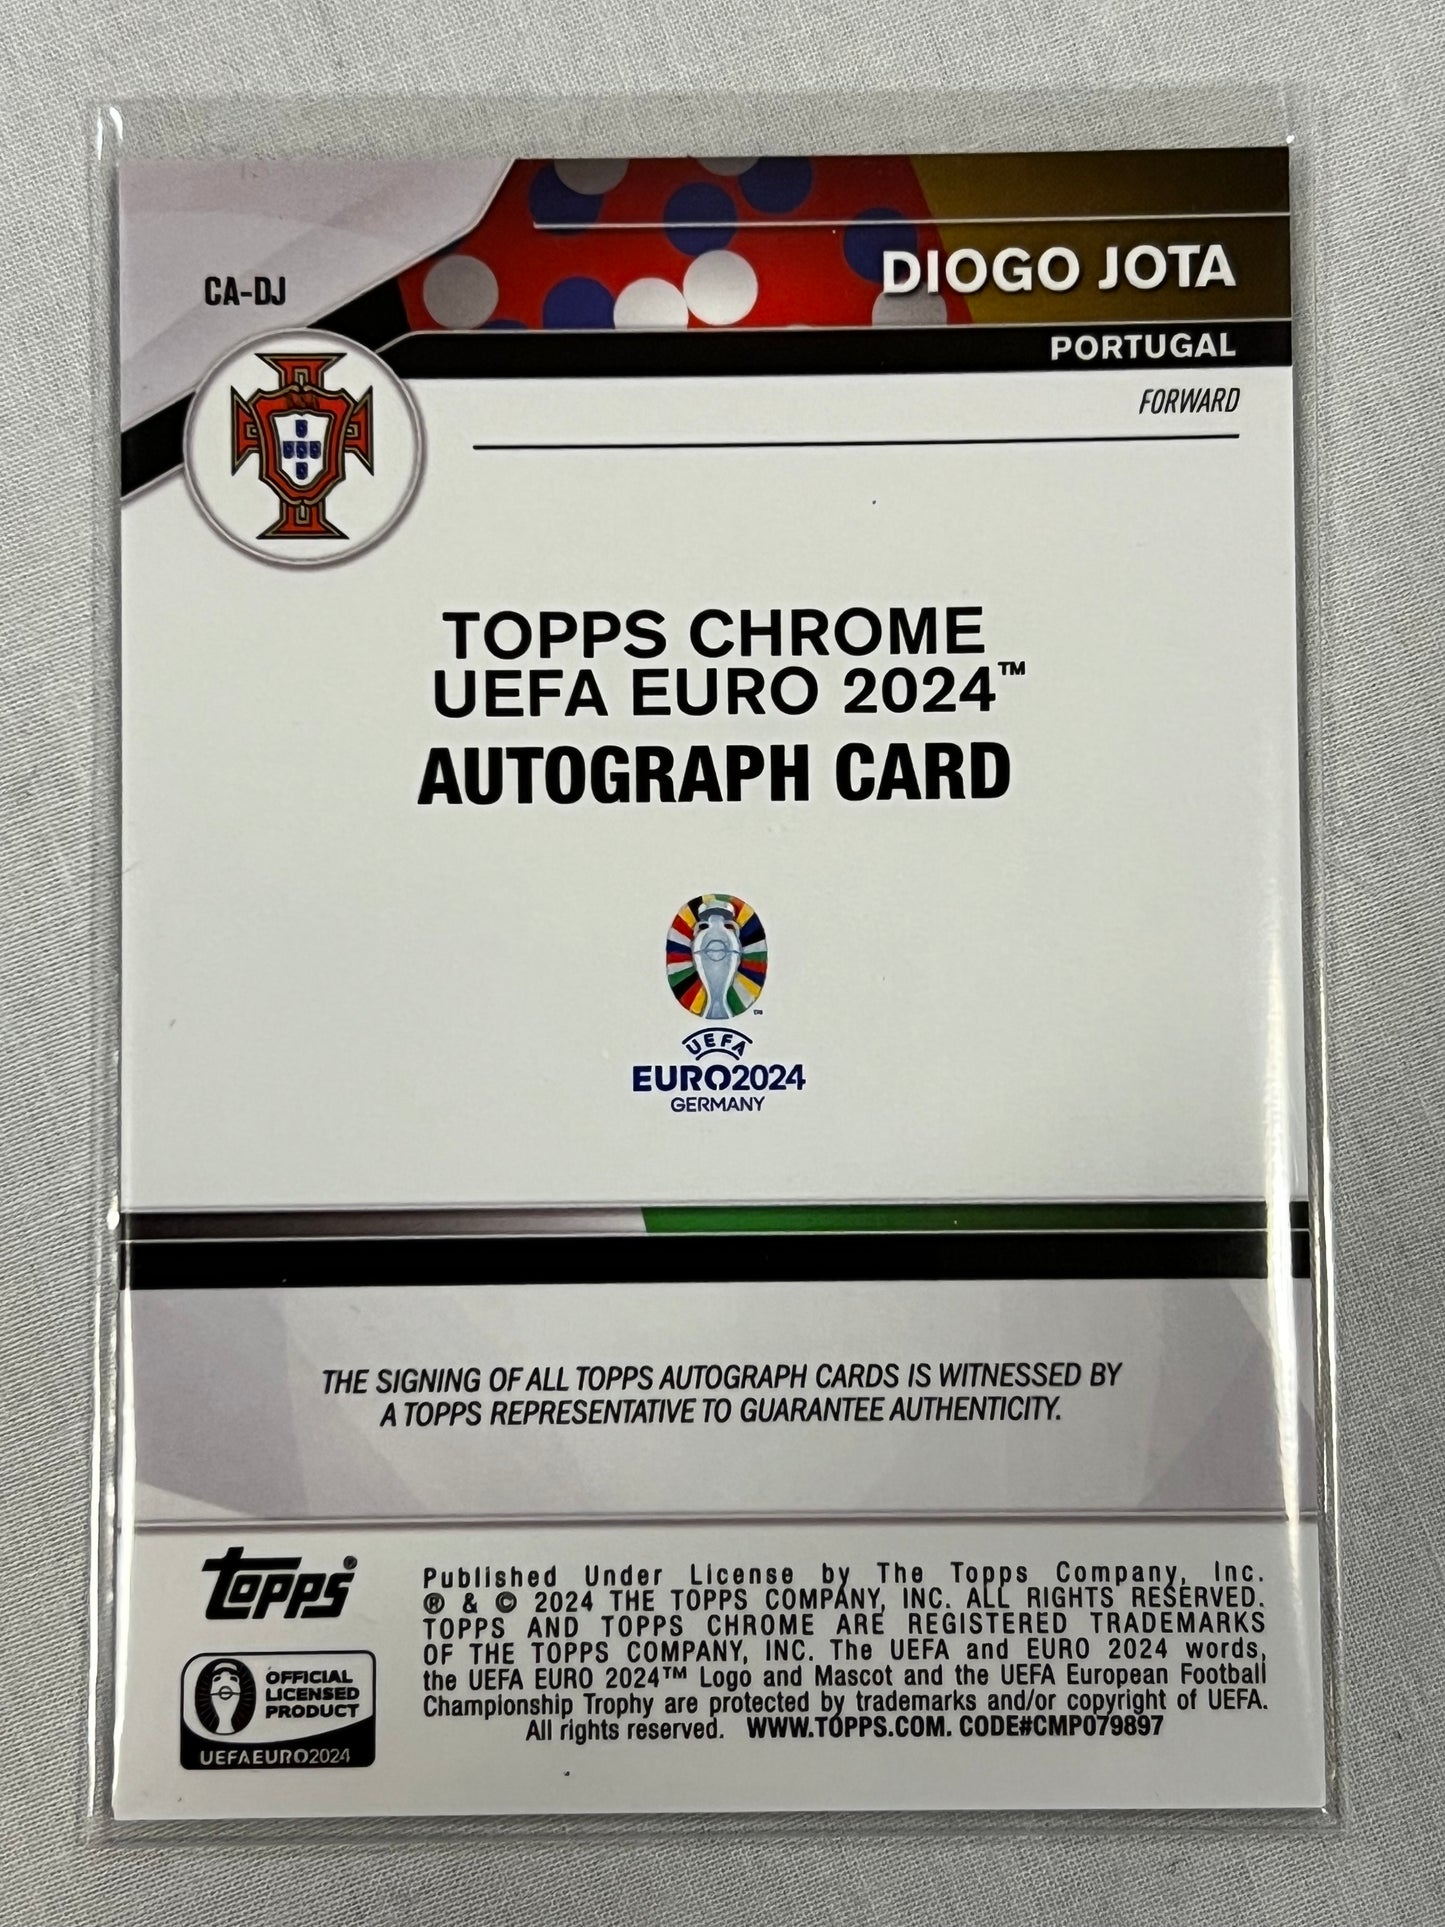 CA-DJ
DIOGO JOTA
PORTUGAL
FORWARD
TOPPS CHROME
UEFA EURO 2024™
AUTOGRAPH CARD
UEFA
EURO2024
GERMANY
THE SIGNING OF ALL TOPPS AUTOGRAPH CARDS IS WITNESSED BY
A TOPPS REPRESENTATIVE TO GUARANTEE AUTHENTICITY.
topps®
OFFICIAL
LICENSED
PRODUCT
UEFAEURO2024
Published Under License by The Topps Company, Inc.
® & © 2024 THE TOPPS COMPANY, INC. ALL RIGHTS RESERVED.
TOPPS AND TOPPS CHROME ARE REGISTERED TRADEMARKS
OF THE TOPPS COMPANY, INC. The UEFA and EURO 2024 words,
the UEFA EURO 2024™ Logo and Mascot and the UEFA European Football
Championship Trophy are protected by trademarks and/or copyright of UEFA.
All rights reserved. WWW.TOPPS.COM. CODE#CMP079897